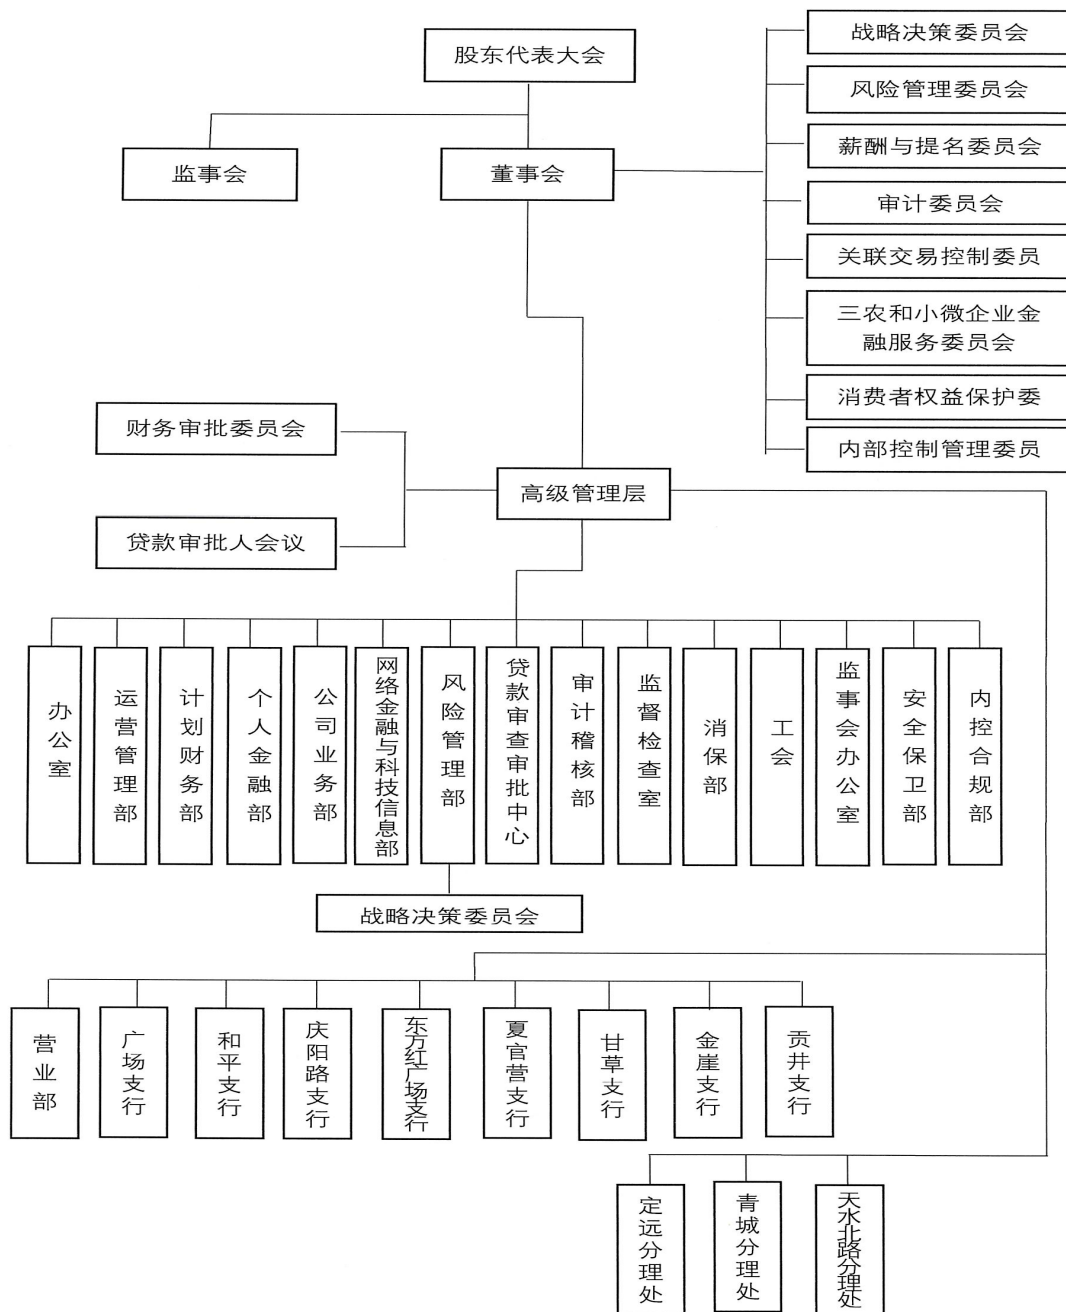 股东代表大会
监事会
董事会
战略决策委员会
风险管理委员会
薪酬与提名委员会
审计委员会
关联交易控制委员
三农和小微企业金
融服务委员会
消费者权益保护委
内部控制管理委员
财务审批委员会
高级管理层
贷款审批人会议
办公室
运营管理部
计划财务部
个人金融部
公司业务部
网络金融与科技信息部
风险管理部
贷款审查审批中心
审计稽核部
监督检查室
消保部
工会
监事会办公室
安全保卫部
内控合规部
战略决策委员会
营业部
广场支行
和平支行
庆阳路支行
东方红广场支行
夏官营支行
甘草支行
金崖支行
贡井支行
定远分理处
青城分理处
天水北路分理处